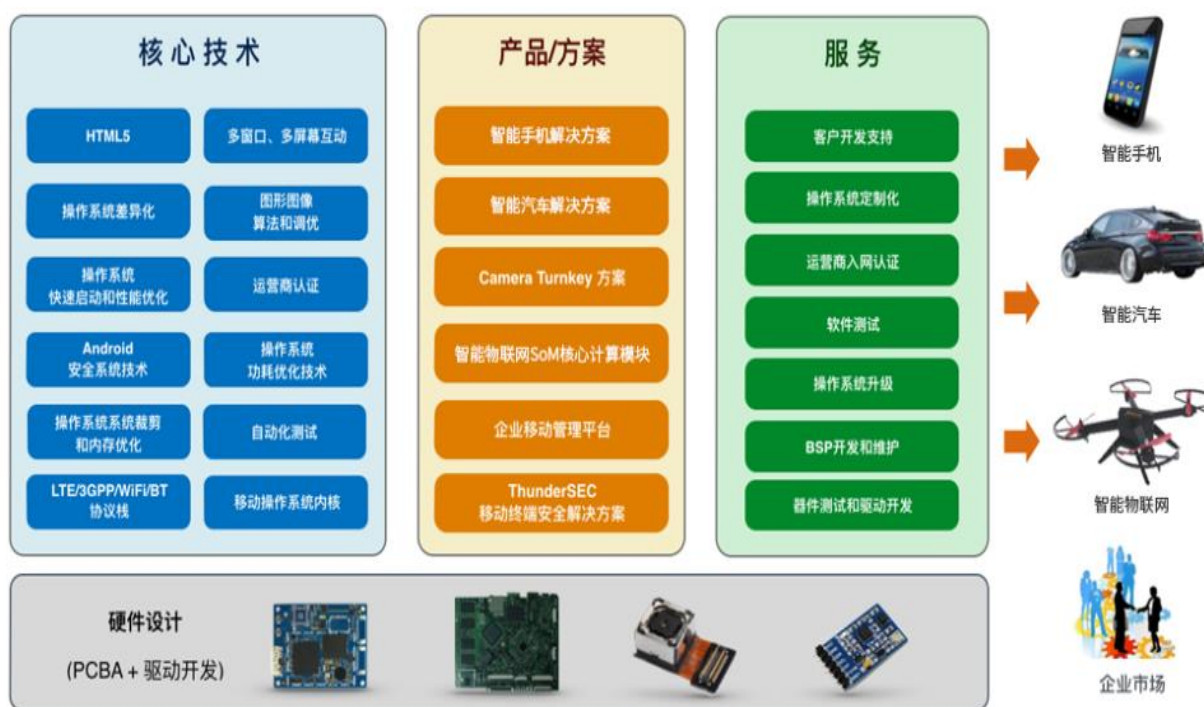 核心技术
HTML5
多窗口、多屏幕互动
操作系统差异化
图形图像
算法和调优
操作系统
快速启动和性能优化
运营商认证
Android
安全系统技术
操作系统
功耗优化技术
操作系统系统裁剪
和内存优化
自动化测试
LTE/3GPP/WiFi/BT
协议栈
移动操作系统内核
产品/方案
智能手机解决方案
智能汽车解决方案
Camera Turnkey 方案
智能物联网SoM核心计算模块
企业移动管理平台
ThunderSEC
移动终端安全解决方案
服务
客户开发支持
操作系统定制化
运营商入网认证
软件测试
操作系统升级
BSP开发和维护
器件测试和驱动开发
智能手机
智能汽车
智能物联网
企业市场
硬件设计
(PCBA + 驱动开发)